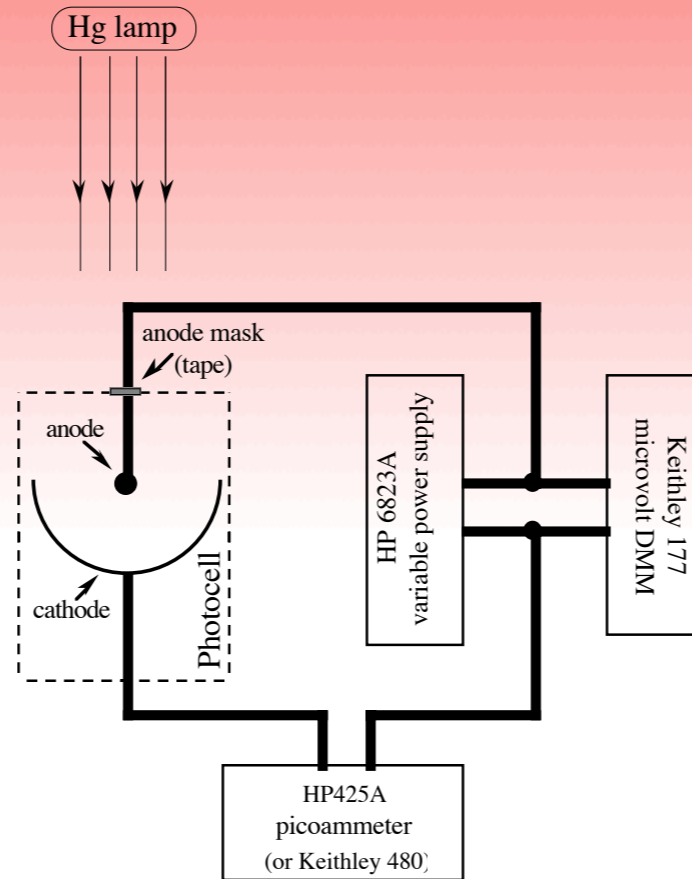 Hg lamp
anode mask
(tape)
anode
cathode
Photocell
HP 6823A
variable power supply
Keithley 177
microvolt DMM
HP425A
picoammeter
(or Keithley 480)